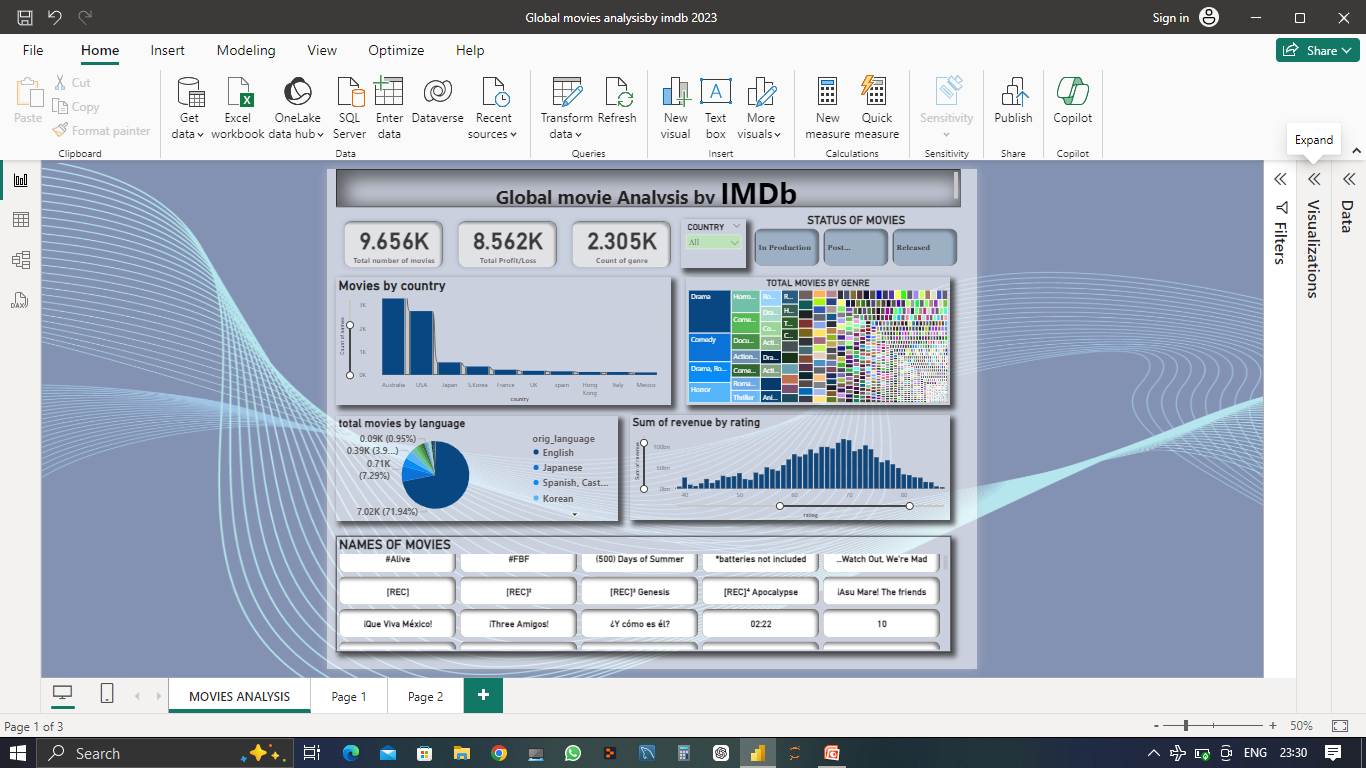 Global movies analysisby imdb 2023
Sign in
File Home Insert Modeling View Optimize Help
Share
Paste
Cut
Copy
Format painter
Clipboard
Get data
Excel workbook
OneLake data hub
SQL Server
Enter data
Dataverse
Recent sources
Data
Transform data
Refresh
Queries
New visual
Text box
More visuals
Insert
New measure
Quick measure
Calculations
Sensitivity
Sensitivity
Publish
Share
Copilot
Copilot
Expand
Filters
Visualizations
Data
DAX
Global movie Analysis by IMDb
9.656K
Total number of movies
8.562K
Total Profit/Loss
2.305K
Count of genre
COUNTRY
All
STATUS OF MOVIES
In Production
Post...
Released
Movies by country
Count of names
3K
2K
1K
0K
Australia USA Japan S.Korea France UK spain Hong Kong Italy Mexico
country
TOTAL MOVIES BY GENRE
Drama
Comedy
Drama, Ro...
Horror
Horro...
Come...
Docu...
Action...
Come...
Roma...
Thriller
Ro...
Dra...
Co...
Acti...
Dra...
Acti...
Ani...
R...
H...
T...
C...
total movies by language
0.09K (0.95%)
0.39K (3.9...)
0.71K
(7.29%)
7.02K (71.94%)
orig_language
English
Japanese
Spanish, Cast...
Korean
Sum of revenue by rating
Sum of revenue
100bn
50bn
0bn
40 50 60 70 80
rating
NAMES OF MOVIES
#Alive #FBF (500) Days of Summer *batteries not included ...Watch Out, We're Mad
[REC] [REC]² [REC]³ Genesis [REC]⁴ Apocalypse ¡Asu Mare! The friends
¡Que Viva México! ¡Three Amigos! ¿Y cómo es él? 02:22 10
MOVIES ANALYSIS Page 1 Page 2
Page 1 of 3
50%
Search
ENG 23:30